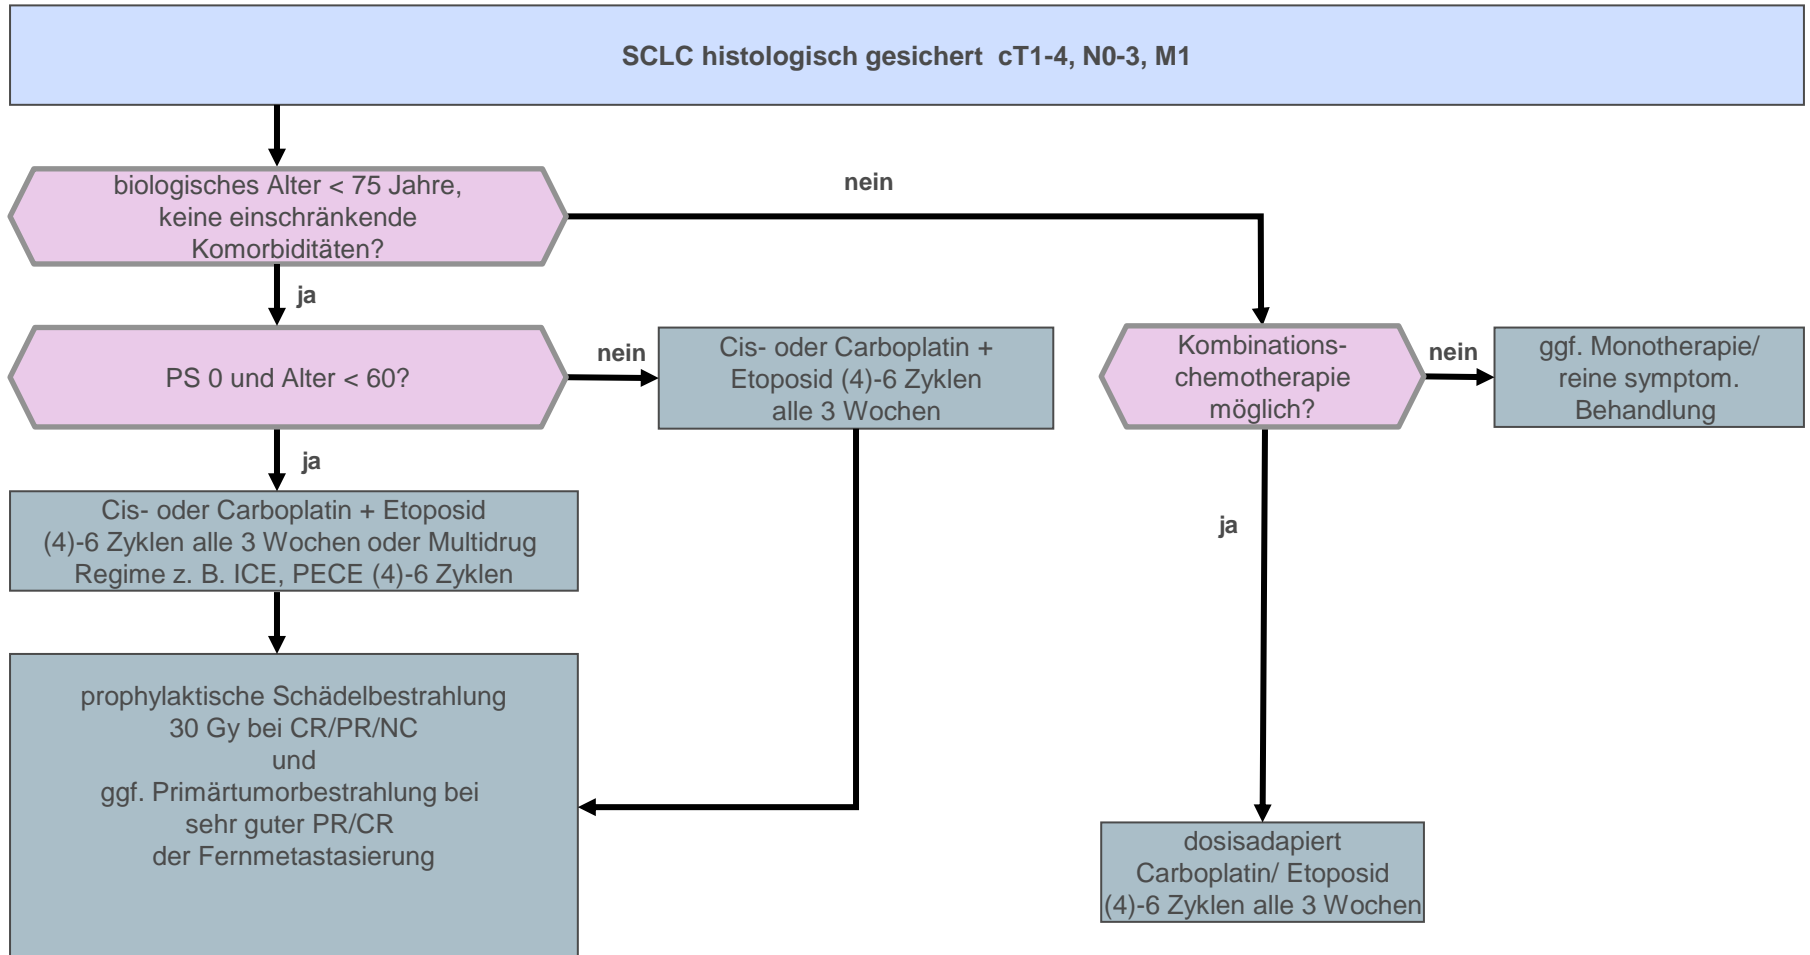 SCLC histologisch gesichert  cT1-4, N0-3, M1
biologisches Alter < 75 Jahre,
keine einschränkende
Komorbiditäten?
nein
ja
PS 0 und Alter < 60?
nein
Cis- oder Carboplatin +
Etoposid (4)-6 Zyklen
alle 3 Wochen
Kombinations-
chemotherapie
möglich?
nein
ggf. Monotherapie/
reine symptom.
Behandlung
ja
Cis- oder Carboplatin + Etoposid
(4)-6 Zyklen alle 3 Wochen oder Multidrug
Regime z. B. ICE, PECE (4)-6 Zyklen
ja
prophylaktische Schädelbestrahlung
30 Gy bei CR/PR/NC
und
ggf. Primärtumorbestrahlung bei
sehr guter PR/CR
der Fernmetastasierung
dosisadapiert
Carboplatin/ Etoposid
(4)-6 Zyklen alle 3 Wochen